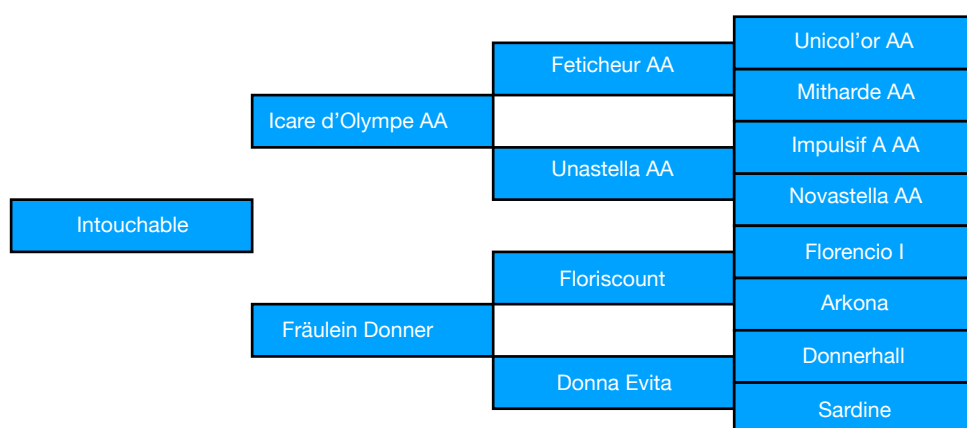 Unicol’or AA
Feticheur AA
Mitharde AA
Icare d’Olympe AA
Impulsif A AA
Unastella AA
Novastella AA
Intouchable
Florencio I
Floriscount
Arkona
Fräulein Donner
Donnerhall
Donna Evita
Sardine